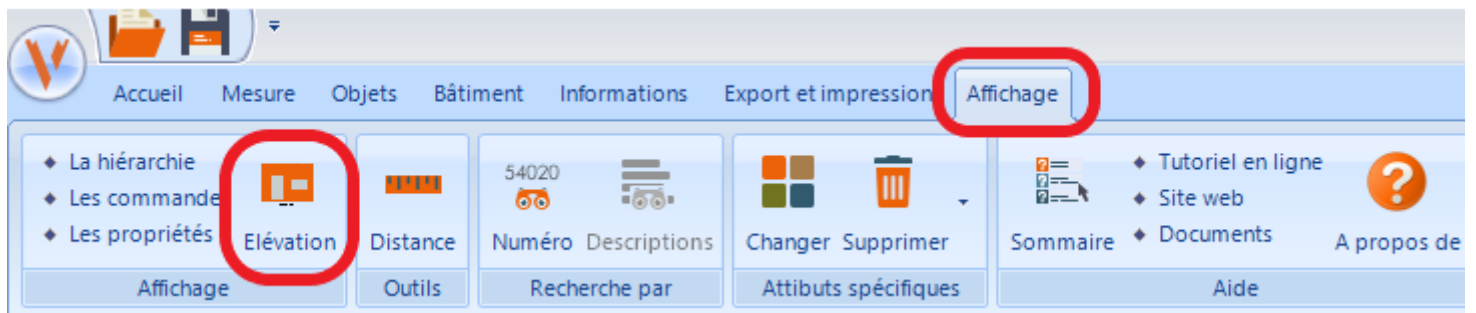 Accueil Mesure Objets Bâtiment Informations Export et impression Affichage
La hiérarchie
Les commande
Les propriétés
Elévation
Affichage
Distance
Outils
54020
Numéro Descriptions
Recherche par
Changer Supprimer
Attibuts spécifiques
Sommaire
Tutoriel en ligne
Site web
Documents
A propos de
Aide